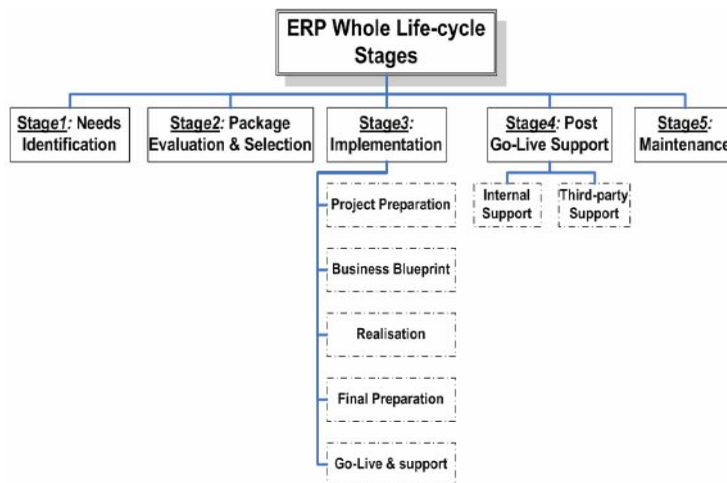 ERP Whole Life-cycle
Stages
Stage1: Needs
Identification
Stage2: Package
Evaluation & Selection
Stage3:
Implementation
Stage4: Post
Go-Live Support
Stage5:
Maintenance
Project Preparation
Business Blueprint
Realisation
Final Preparation
Go-Live & support
Internal
Support
Third-party
Support